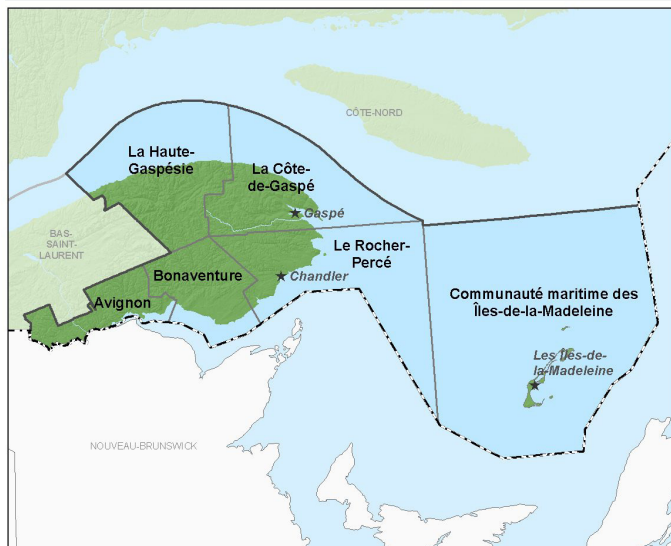 CÔTE-NORD
La Haute-
Gaspésie
La Côte-
de-Gaspé
Gaspé
BAS-
SAINT-
LAURENT
Le Rocher-
Percé
Bonaventure
Chandler
Avignon
Communauté maritime des
Îles-de-la-Madeleine
Les Îles-de-
la-Madeleine
NOUVEAU-BRUNSWICK